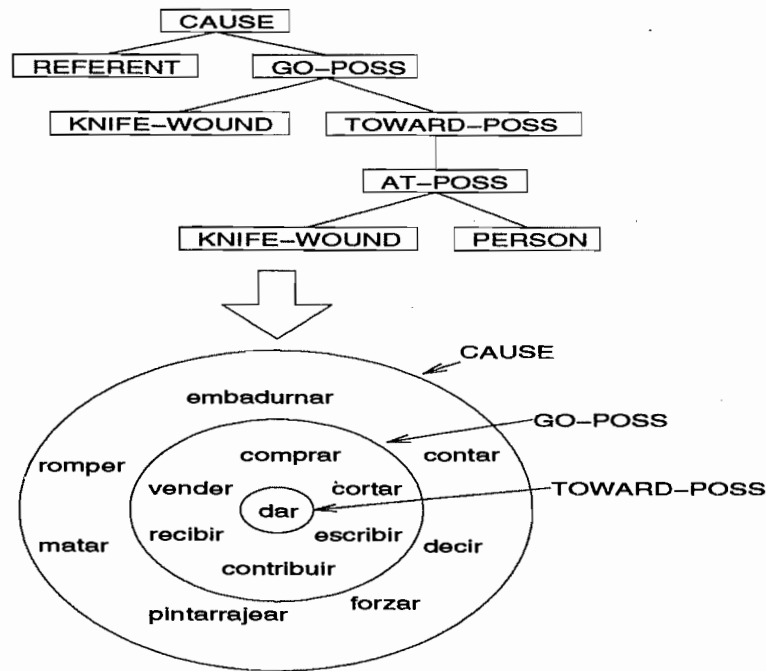 CAUSE
REFERENT GO–POSS
KNIFE–WOUND TOWARD–POSS
AT–POSS
KNIFE–WOUND PERSON
CAUSE
embadurnar
GO–POSS
comprar contar
romper
vender cortar TOWARD–POSS
dar
matar recibir escribir decir
contribuir
pintarrajear forzar